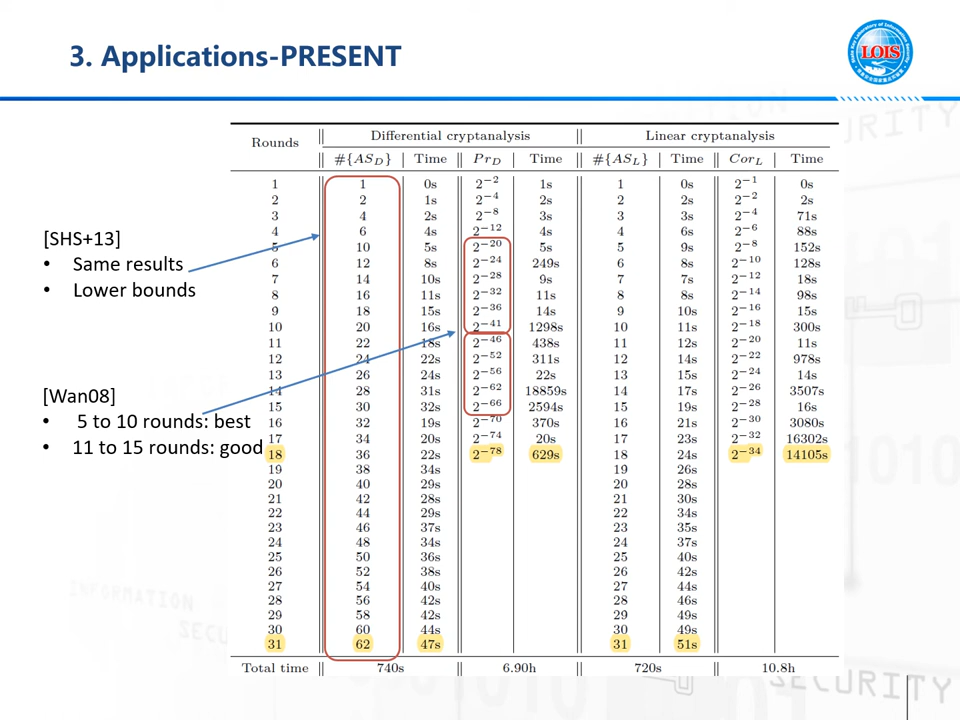 3. Applications-PRESENT
LOIS
Rounds Differential cryptanalysis Linear cryptanalysis
#{AS_D} Time Pr_D Time #{AS_L} Time Cor_L Time
1 1 0s 2^−2 1s 1 0s 2^−1 0s
2 2 1s 2^−4 2s 2 2s 2^−2 2s
3 4 2s 2^−8 3s 3 3s 2^−4 71s
4 6 4s 2^−12 4s 4 6s 2^−6 88s
5 10 5s 2^−20 5s 5 9s 2^−8 152s
6 12 8s 2^−24 249s 6 8s 2^−10 128s
7 14 10s 2^−28 9s 7 7s 2^−12 18s
8 16 11s 2^−32 11s 8 8s 2^−14 98s
9 18 15s 2^−36 14s 9 10s 2^−16 15s
10 20 16s 2^−41 1298s 10 11s 2^−18 300s
11 22 18s 2^−46 438s 11 12s 2^−20 11s
12 24 22s 2^−52 311s 12 14s 2^−22 978s
13 26 24s 2^−56 22s 13 15s 2^−24 14s
14 28 31s 2^−62 18859s 14 17s 2^−26 3507s
15 30 32s 2^−66 2594s 15 19s 2^−28 16s
16 32 19s 2^−70 370s 16 21s 2^−30 3080s
17 34 20s 2^−74 20s 17 23s 2^−32 16302s
18 36 22s 2^−78 629s 18 24s 2^−34 14105s
19 38 34s 19 26s
20 40 29s 20 28s
21 42 28s 21 30s
22 44 29s 22 34s
23 46 37s 23 35s
24 48 34s 24 37s
25 50 36s 25 40s
26 52 38s 26 42s
27 54 40s 27 44s
28 56 42s 28 46s
29 58 42s 29 49s
30 60 44s 30 49s
31 62 47s 31 51s
Total time 740s 6.90h 720s 10.8h
[SHS+13]
• Same results
• Lower bounds
[Wan08]
• 5 to 10 rounds: best
• 11 to 15 rounds: good
INFORMATION
SECURITY